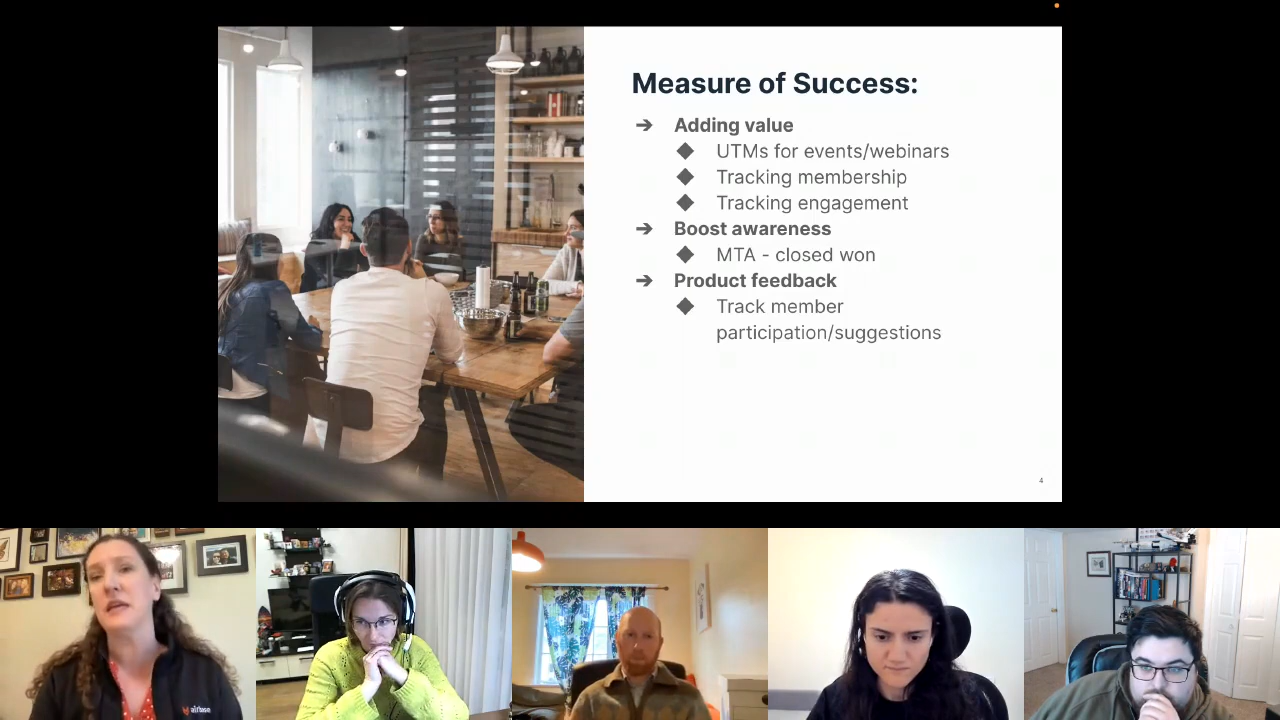 Measure of Success:
➔ Adding value
◆ UTMs for events/webinars
◆ Tracking membership
◆ Tracking engagement
➔ Boost awareness
◆ MTA - closed won
➔ Product feedback
◆ Track member
participation/suggestions
4
airbase